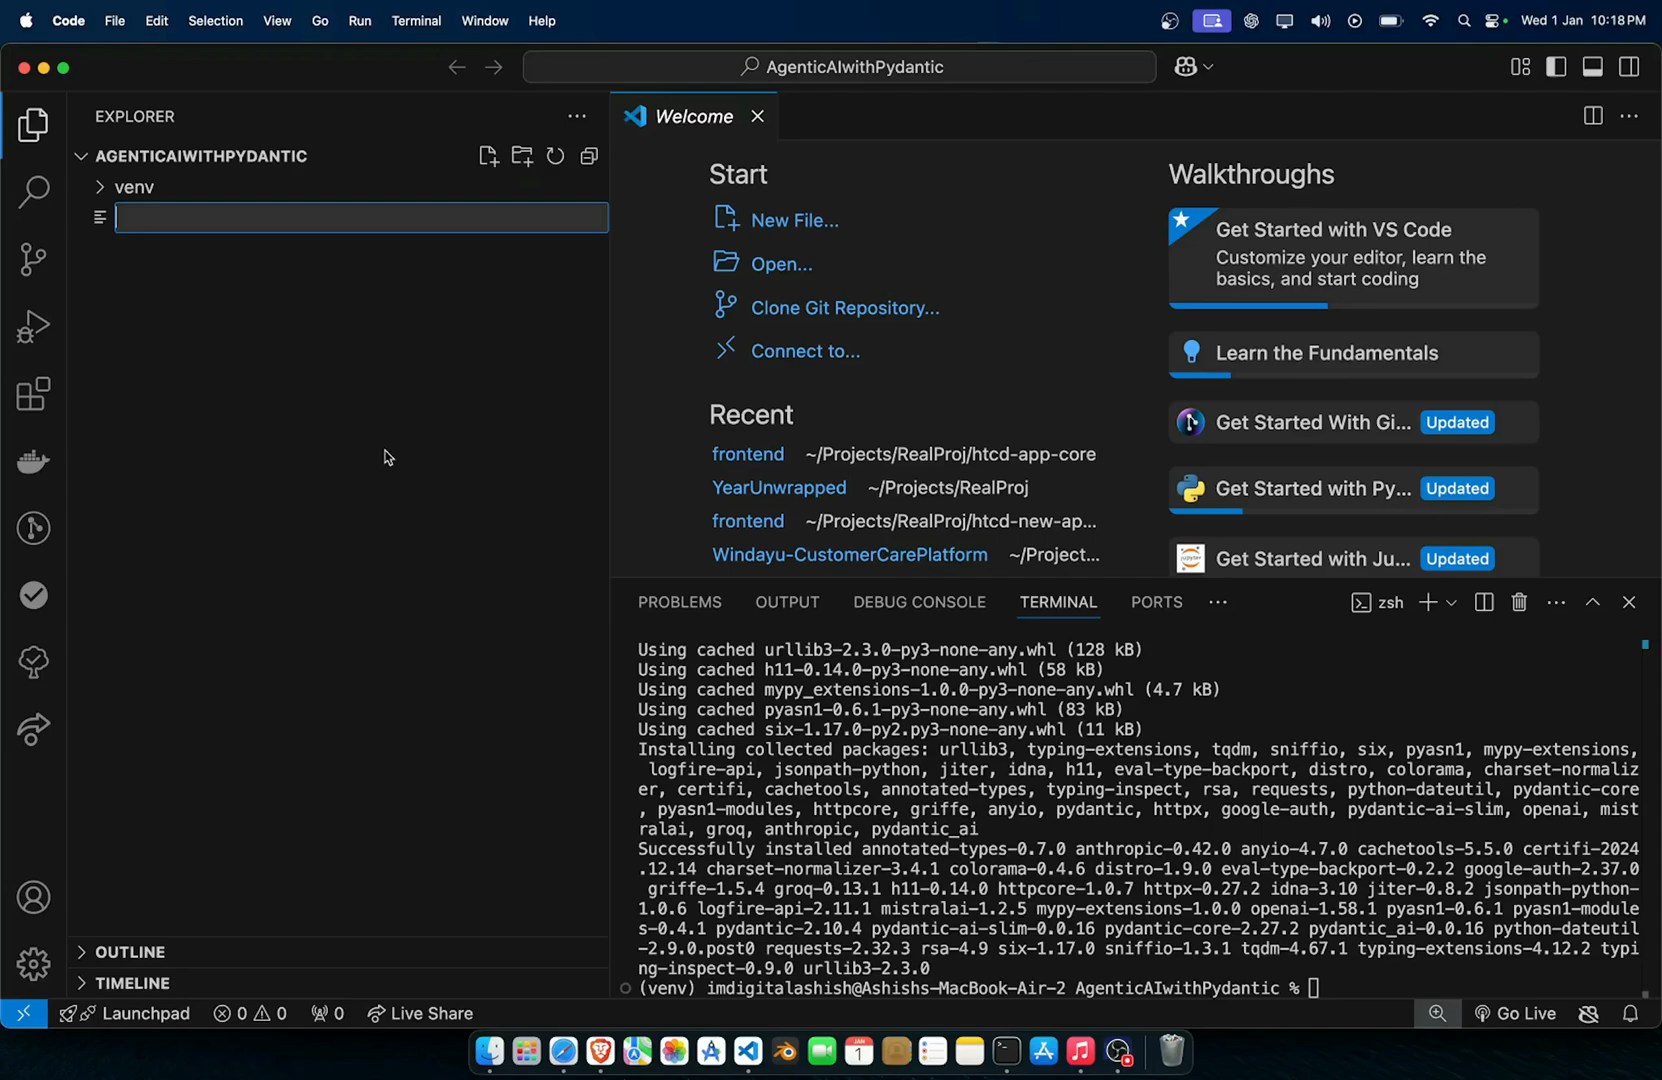 Code File Edit Selection View Go Run Terminal Window Help Wed 1 Jan 10:18 PM
AgenticAIwithPydantic
EXPLORER
Welcome
AGENTICAIWITHPYDANTIC
venv
Start
New File...
Open...
Clone Git Repository...
Connect to...
Recent
frontend ~/Projects/RealProj/htcd-app-core
YearUnwrapped ~/Projects/RealProj
frontend ~/Projects/RealProj/htcd-new-ap...
Windayu-CustomerCarePlatform ~/Project...
Walkthroughs
Get Started with VS Code
Customize your editor, learn the
basics, and start coding
Learn the Fundamentals
Get Started With Gi... Updated
Get Started with Py... Updated
Get Started with Ju... Updated
PROBLEMS OUTPUT DEBUG CONSOLE TERMINAL PORTS zsh
Using cached urllib3-2.3.0-py3-none-any.whl (128 kB)
Using cached h11-0.14.0-py3-none-any.whl (58 kB)
Using cached mypy_extensions-1.0.0-py3-none-any.whl (4.7 kB)
Using cached pyasn1-0.6.1-py3-none-any.whl (83 kB)
Using cached six-1.17.0-py2.py3-none-any.whl (11 kB)
Installing collected packages: urllib3, typing-extensions, tqdm, sniffio, six, pyasn1, mypy-extensions,
logfire-api, jsonpath-python, jiter, idna, h11, eval-type-backport, distro, colorama, charset-normaliz
er, certifi, cachetools, annotated-types, typing-inspect, rsa, requests, python-dateutil, pydantic-core
, pyasn1-modules, httpcore, griffe, anyio, pydantic, httpx, google-auth, pydantic-ai-slim, openai, mist
ralai, groq, anthropic, pydantic_ai
Successfully installed annotated-types-0.7.0 anthropic-0.42.0 anyio-4.7.0 cachetools-5.5.0 certifi-2024
.12.14 charset-normalizer-3.4.1 colorama-0.4.6 distro-1.9.0 eval-type-backport-0.2.2 google-auth-2.37.0
griffe-1.5.4 groq-0.13.1 h11-0.14.0 httpcore-1.0.7 httpx-0.27.2 idna-3.10 jiter-0.8.2 jsonpath-python-
1.0.6 logfire-api-2.11.1 mistralai-1.2.5 mypy-extensions-1.0.0 openai-1.58.1 pyasn1-0.6.1 pyasn1-module
s-0.4.1 pydantic-2.10.4 pydantic-ai-slim-0.0.16 pydantic-core-2.27.2 pydantic_ai-0.0.16 python-dateutil
-2.9.0.post0 requests-2.32.3 rsa-4.9 six-1.17.0 sniffio-1.3.1 tqdm-4.67.1 typing-extensions-4.12.2 typi
ng-inspect-0.9.0 urllib3-2.3.0
(venv) imdigitalashish@Ashishs-MacBook-Air-2 AgenticAIwithPydantic %
OUTLINE
TIMELINE
Launchpad 0 0 0 Live Share Go Live